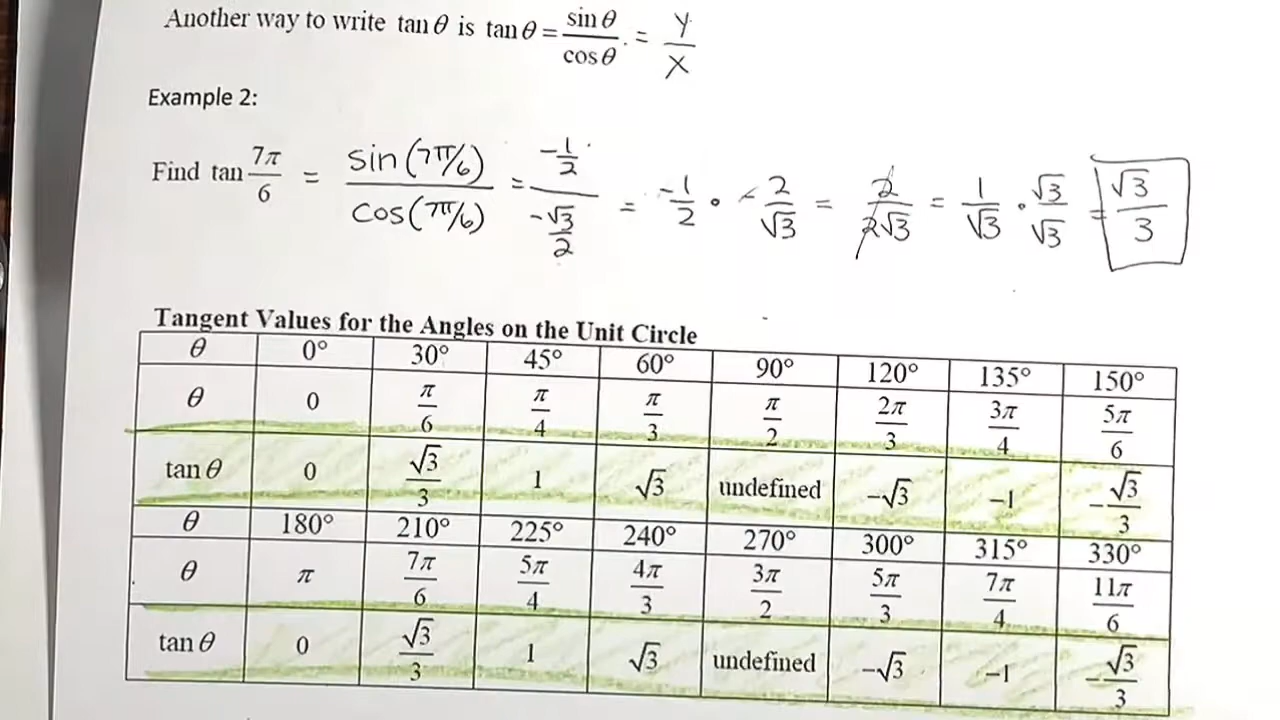 Another way to write tan θ is tan θ = sin θ / cos θ . = Y / X
Example 2:
Find tan 7π/6 = sin (7π/6) / cos (7π/6) = -1/2 / -√3/2 = -1/2 • -2/√3 = 2/2√3 = 1/√3 • √3/√3 = √3/3
Tangent Values for the Angles on the Unit Circle
θ 0° 30° 45° 60° 90° 120° 135° 150°
θ 0 π/6 π/4 π/3 π/2 2π/3 3π/4 5π/6
tan θ 0 √3/3 1 √3 undefined −√3 −1 −√3/3
θ 180° 210° 225° 240° 270° 300° 315° 330°
θ π 7π/6 5π/4 4π/3 3π/2 5π/3 7π/4 11π/6
tan θ 0 √3/3 1 √3 undefined −√3 −1 −√3/3